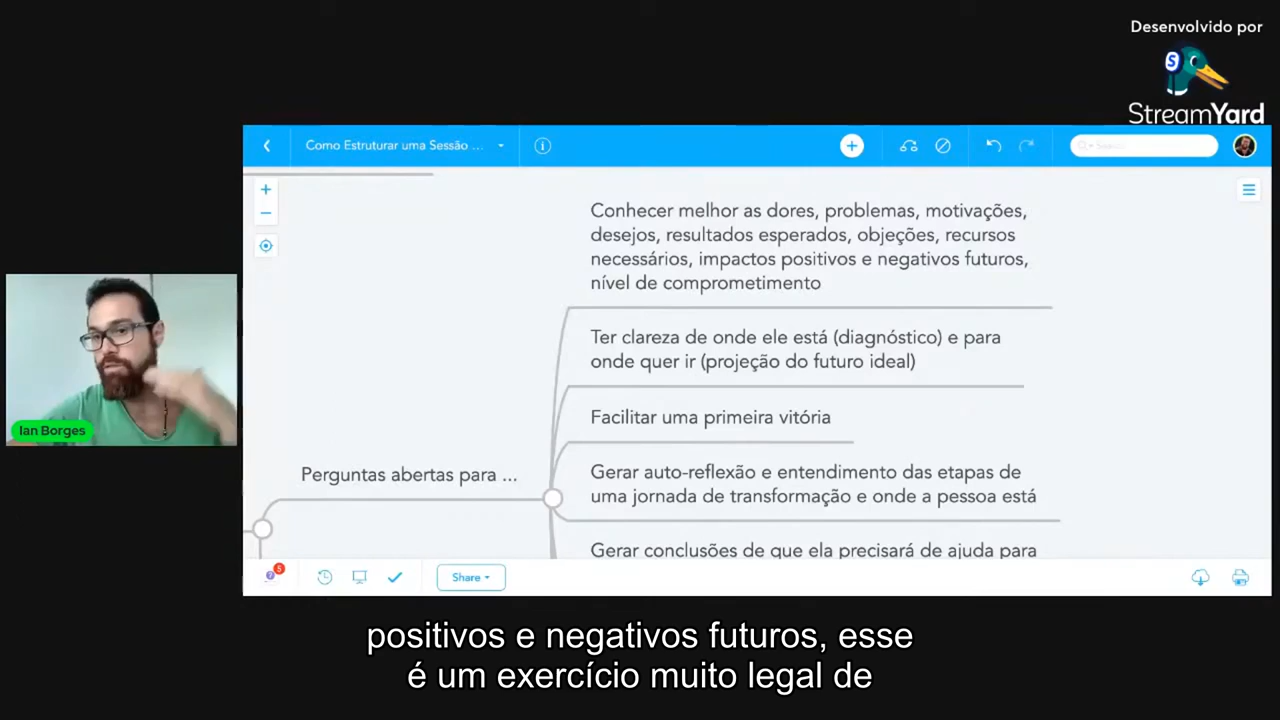 Desenvolvido por
StreamYard
Como Estruturar uma Sessão ...
Search
Conhecer melhor as dores, problemas, motivações,
desejos, resultados esperados, objeções, recursos
necessários, impactos positivos e negativos futuros,
nível de comprometimento
Ter clareza de onde ele está (diagnóstico) e para
onde quer ir (projeção do futuro ideal)
Facilitar uma primeira vitória
Ian Borges
Perguntas abertas para ...
Gerar auto-reflexão e entendimento das etapas de
uma jornada de transformação e onde a pessoa está
Gerar conclusões de que ela precisará de ajuda para
5
Share
positivos e negativos futuros, esse
é um exercício muito legal de